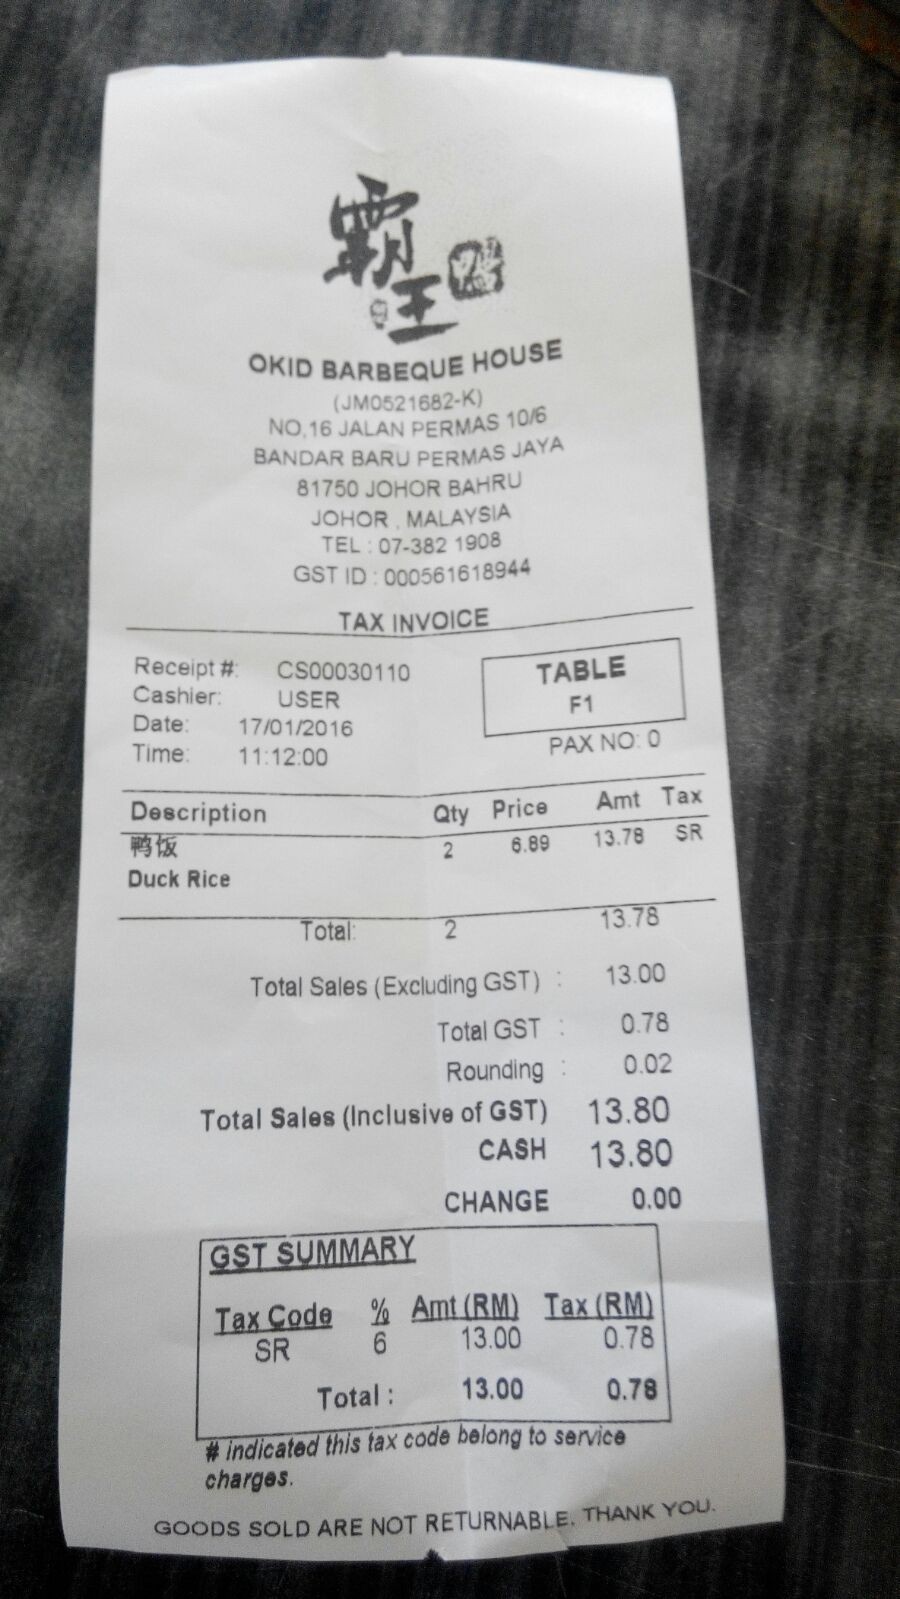 霸
王
OKID BARBEQUE HOUSE
(JM0521682-K)
NO,16 JALAN PERMAS 10/6
BANDAR BARU PERMAS JAYA
81750 JOHOR BAHRU
JOHOR , MALAYSIA
TEL : 07-382 1908
GST ID : 000561618944
TAX INVOICE
Receipt #: CS00030110
Cashier: USER
Date: 17/01/2016
Time: 11:12:00
TABLE
F1
PAX NO: 0
Description Qty Price Amt Tax
鸭饭 2 6.89 13.78 SR
Duck Rice
Total: 2 13.78
Total Sales (Excluding GST) : 13.00
Total GST : 0.78
Rounding : 0.02
Total Sales (Inclusive of GST) 13.80
CASH 13.80
CHANGE 0.00
GST SUMMARY
Tax Code % Amt (RM) Tax (RM)
SR 6 13.00 0.78
Total : 13.00 0.78
# indicated this tax code belong to service
charges.
GOODS SOLD ARE NOT RETURNABLE. THANK YOU.